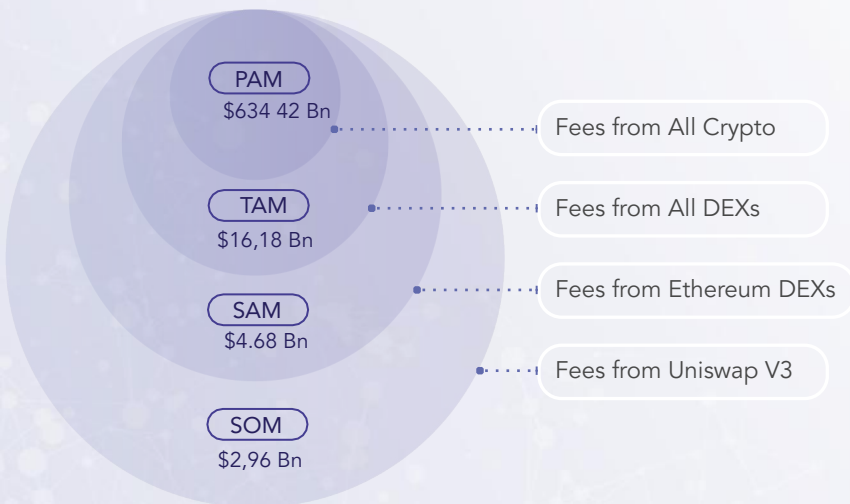 PAM
$634 42 Bn
Fees from All Crypto
TAM
$16,18 Bn
Fees from All DEXs
SAM
$4.68 Bn
Fees from Ethereum DEXs
SOM
$2,96 Bn
Fees from Uniswap V3